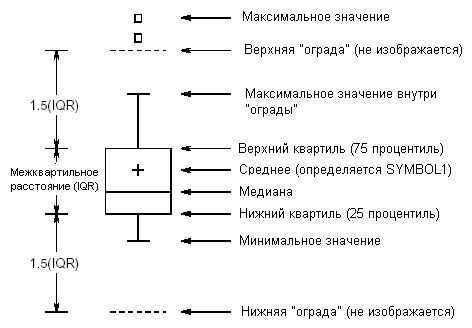 Максимальное значение
Верхняя "ограда" (не изображается)
1.5(IQR)
Максимальное значение внутри
"ограды"
Верхний квартиль (75 процентиль)
Межквартильное
расстояние (IQR)
Среднее (определяется SYMBOL1)
Медиана
Нижний квартиль (25 процентиль)
Минимальное значение
1.5(IQR)
Нижняя "ограда" (не изображается)